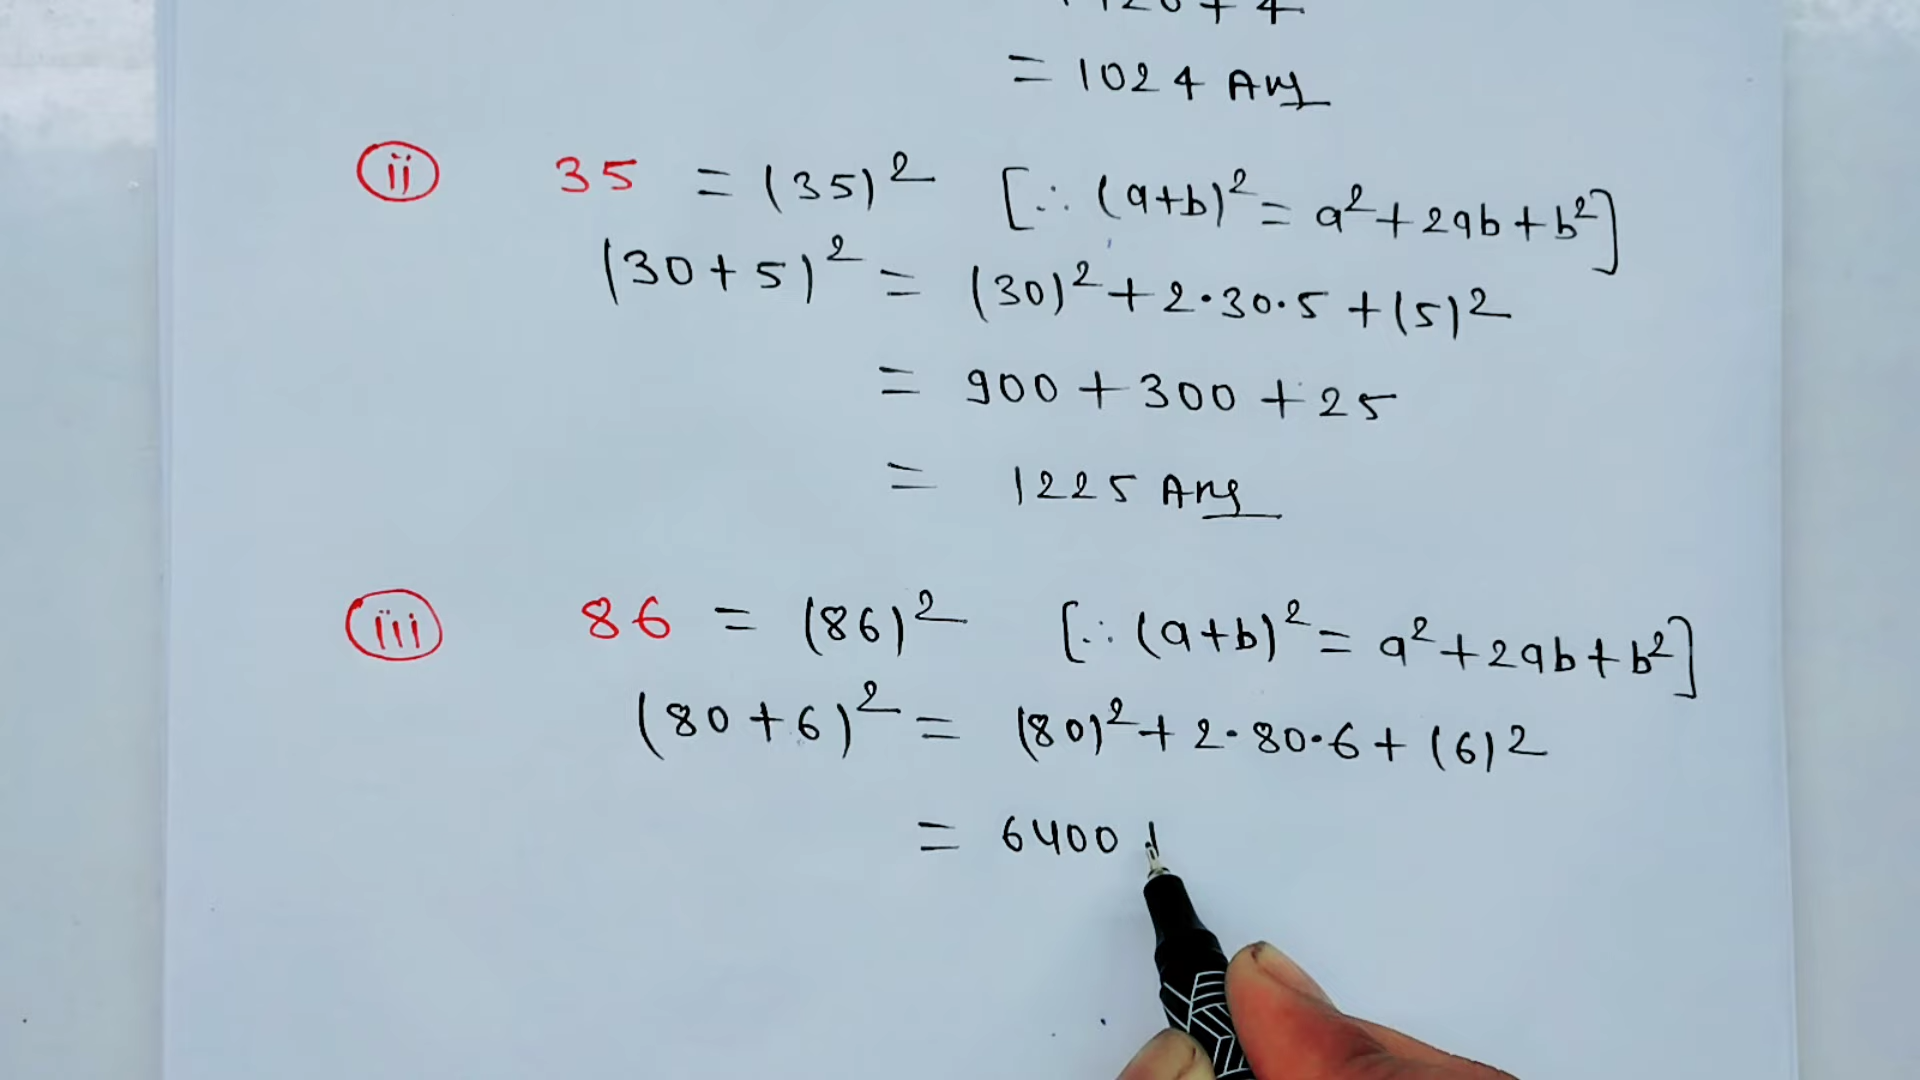 + 4
= 1024 Ans
(ii) 35 = (35)² [∴ (a+b)² = a²+2ab+b²]
(30+5)² = (30)²+2·30·5+(5)²
= 900+300+25
= 1225 Ans
(iii) 86 = (86)² [∴ (a+b)² = a²+2ab+b²]
(80+6)² = (80)²+2·80·6+(6)²
= 6400